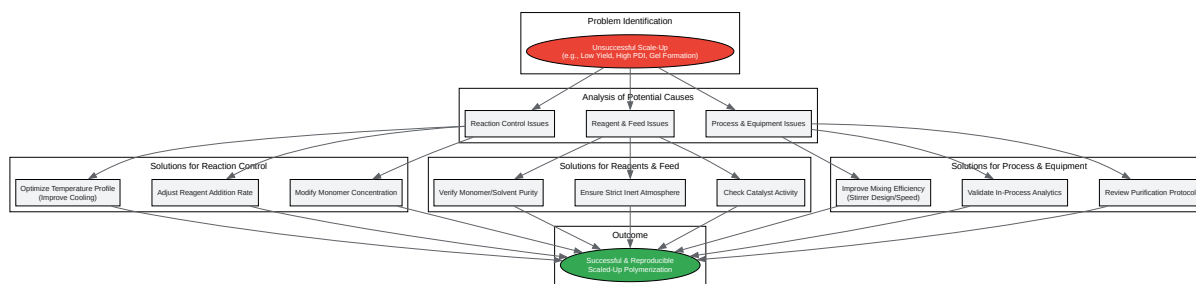 Problem Identification
Unsuccessful Scale-Up
(e.g., Low Yield, High PDI, Gel Formation)
Analysis of Potential Causes
Reaction Control Issues
Reagent & Feed Issues
Process & Equipment Issues
Solutions for Reaction Control
Solutions for Reagents & Feed
Solutions for Process & Equipment
Optimize Temperature Profile
(Improve Cooling)
Adjust Reagent Addition Rate
Modify Monomer Concentration
Verify Monomer/Solvent Purity
Ensure Strict Inert Atmosphere
Check Catalyst Activity
Improve Mixing Efficiency
(Stirrer Design/Speed)
Validate In-Process Analytics
Review Purification Protocol
Outcome
Successful & Reproducible
Scaled-Up Polymerization